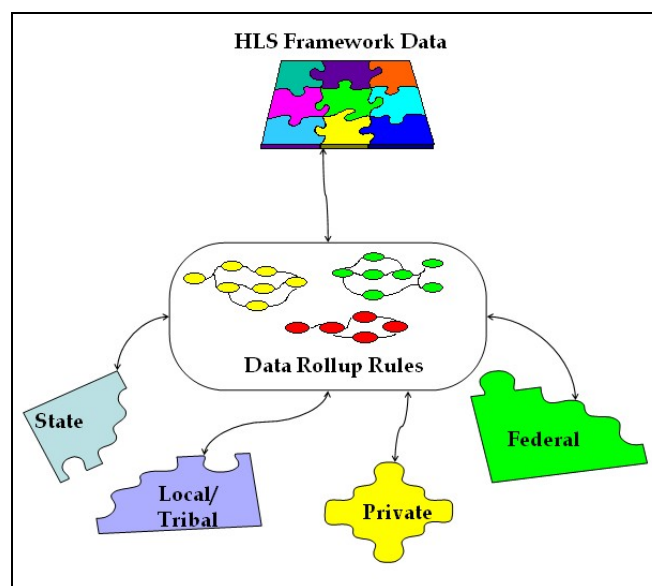 HLS Framework Data
Data Rollup Rules
State
Local/
Tribal
Private
Federal